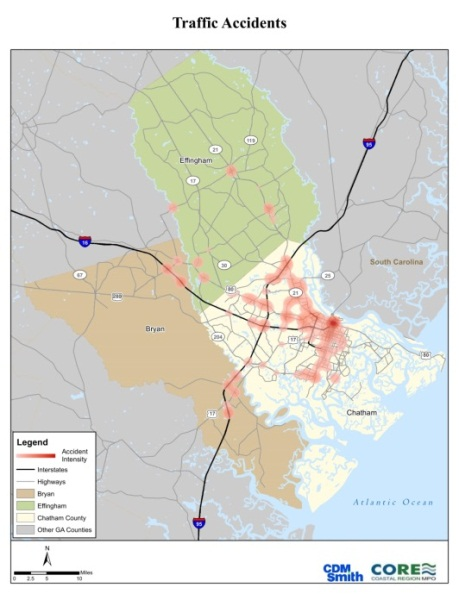 Traffic Accidents
95
119
21
Effingham
17
16
30
25
South Carolina
67
280
80
21
Bryan
204
17
80
17
Chatham
Legend
Accident
Intensity
Interstates
Highways
Bryan
Effingham
Chatham County
Other GA Counties
Atlantic Ocean
95
N
Miles
0 2.5 5 10
CDM
Smith
CORE
COASTAL REGION MPO